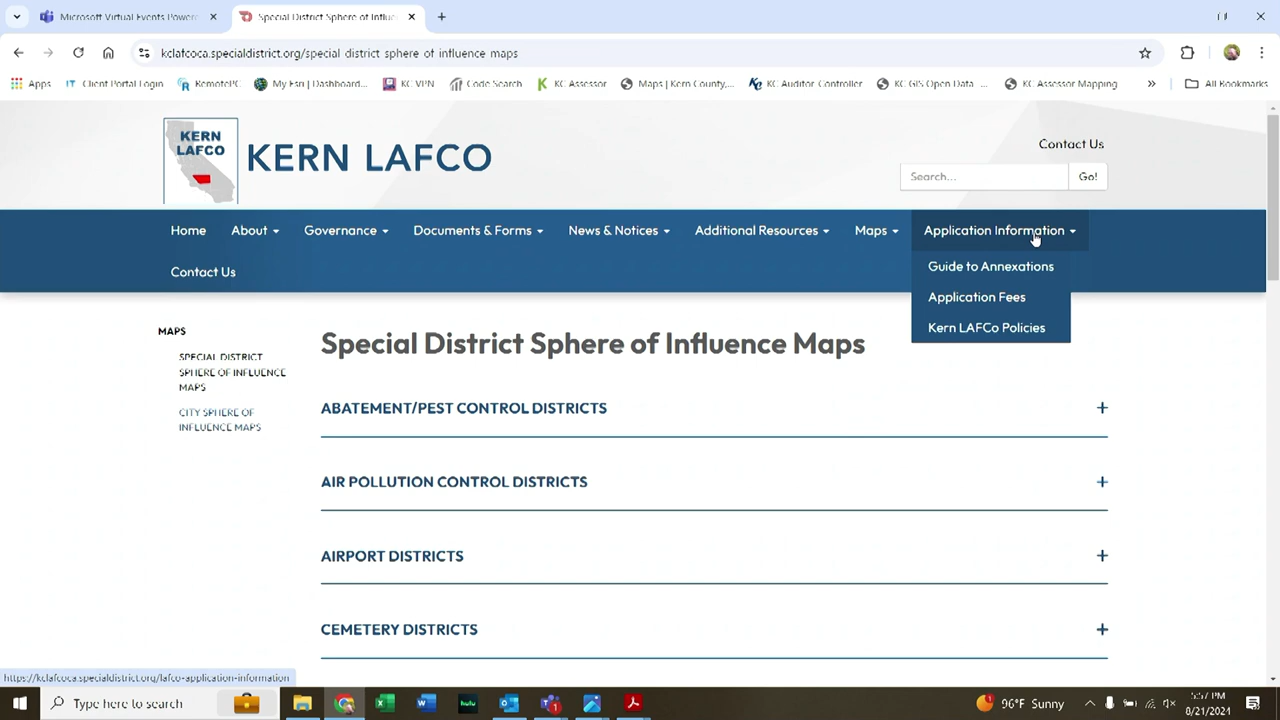 Microsoft Virtual Events Power
Special District Sphere of Influe
kclafcoca.specialdistrict.org/special district sphere of influence maps
Apps
Client Portal Login
RemotePC
My Esri | Dashboard...
KC VPN
Code Search
KC Assessor
Maps | Kern County,...
KC Auditor-Controller
KC GIS Open Data ...
KC Assessor Mapping
»
All Bookmarks
KERN
LAFCO
KERN LAFCO
Contact Us
Search...
Go!
Home
About
Governance
Documents & Forms
News & Notices
Additional Resources
Maps
Application Information
Contact Us
Guide to Annexations
Application Fees
Kern LAFCo Policies
MAPS
SPECIAL DISTRICT
SPHERE OF INFLUENCE
MAPS
CITY SPHERE OF
INFLUENCE MAPS
Special District Sphere of Influence Maps
ABATEMENT/PEST CONTROL DISTRICTS
+
AIR POLLUTION CONTROL DISTRICTS
+
AIRPORT DISTRICTS
+
CEMETERY DISTRICTS
+
https://kclafcoca.specialdistrict.org/lafco-application-information
Type here to search
hulu
96°F Sunny
5:57 PM
8/21/2024